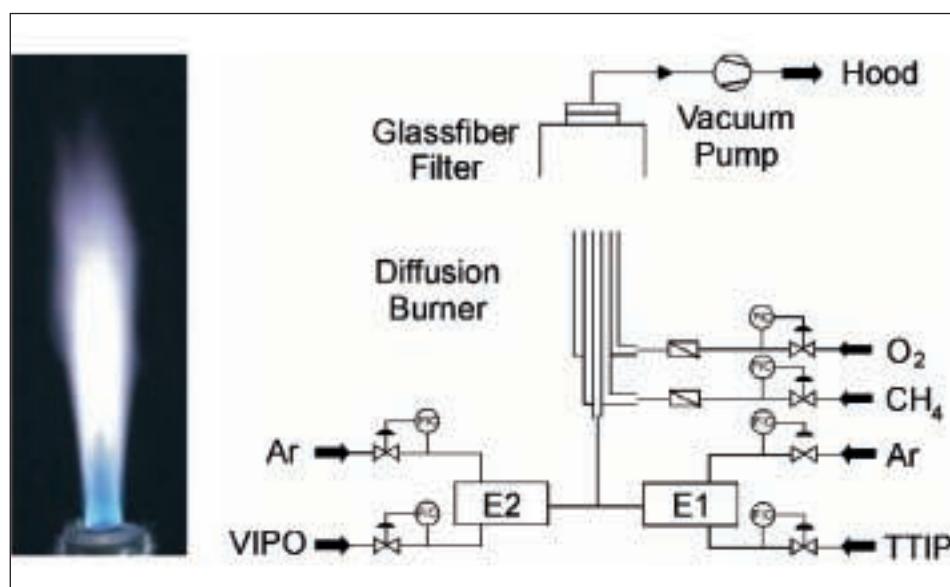 Hood
Glassfiber
Filter
Vacuum
Pump
Diffusion
Burner
O₂
CH₄
Ar
Ar
E2
E1
VIPO
TTIP